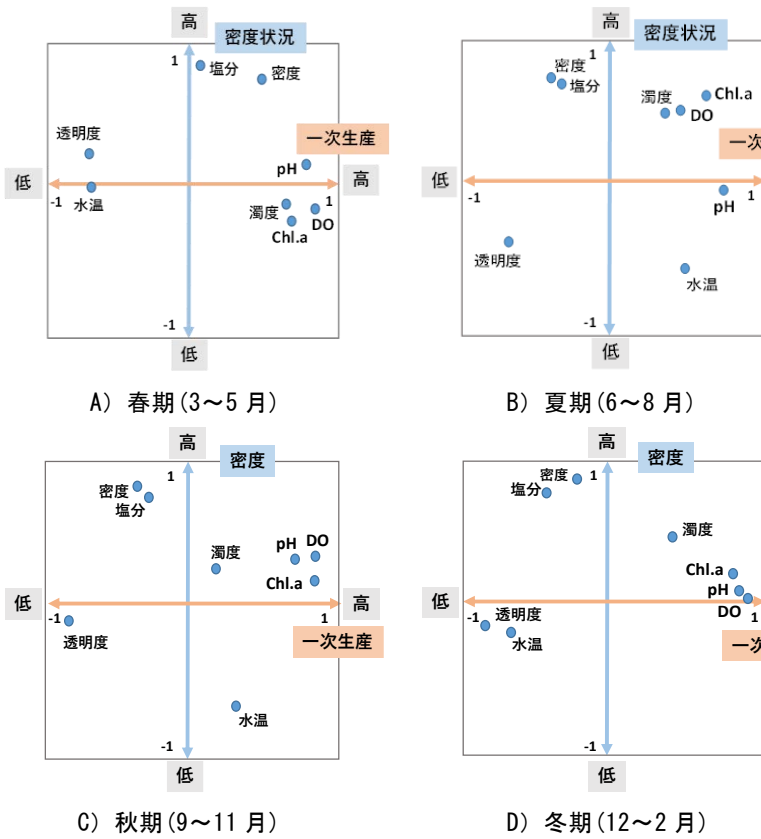 高
密度状況
1
塩分
密度
透明度
一次生産
pH
低
高
-1
1
水温
濁度
DO
Chl.a
-1
低
A) 春期(3～5月)
高
密度状況
1
密度
塩分
濁度
Chl.a
DO
一次
低
-1
1
pH
透明度
水温
-1
低
B) 夏期(6～8月)
高
密度
1
密度
塩分
濁度
pH
DO
Chl.a
低
高
-1
1
透明度
一次生産
水温
-1
低
C) 秋期(9～11月)
高
密度
密度
1
塩分
濁度
Chl.a
pH
低
DO
-1
1
透明度
水温
一次
-1
低
D) 冬期(12～2月)